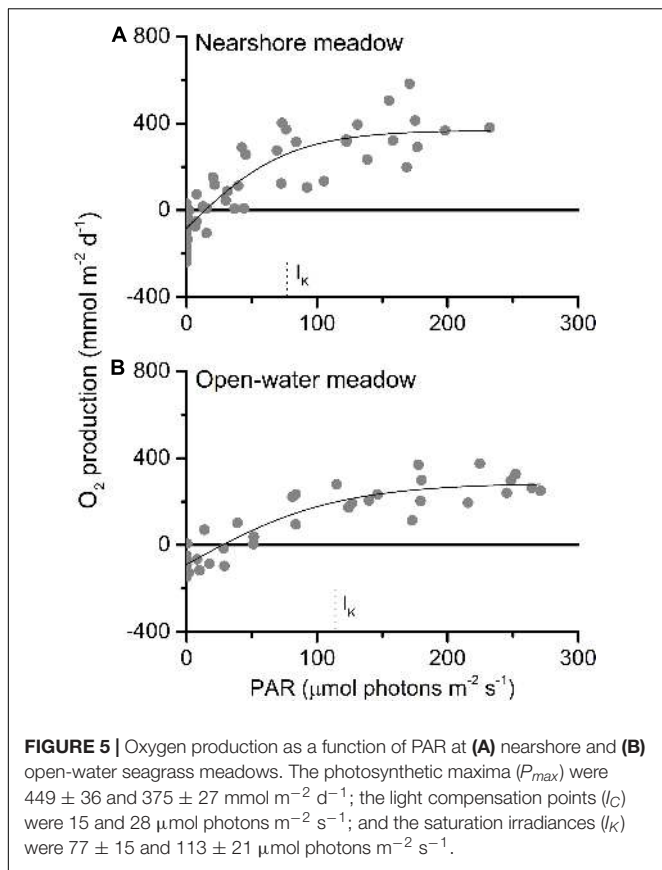 A
Nearshore meadow
800
400
0
-400
I_K
0
100
200
300
B
Open-water meadow
800
400
0
-400
I_K
0
100
200
300
O₂ production (mmol m⁻² d⁻¹)
PAR (μmol photons m⁻² s⁻¹)
FIGURE 5 | Oxygen production as a function of PAR at (A) nearshore and (B)
open-water seagrass meadows. The photosynthetic maxima (P_max) were
449 ± 36 and 375 ± 27 mmol m⁻² d⁻¹; the light compensation points (I_C)
were 15 and 28 μmol photons m⁻² s⁻¹; and the saturation irradiances (I_K)
were 77 ± 15 and 113 ± 21 μmol photons m⁻² s⁻¹.